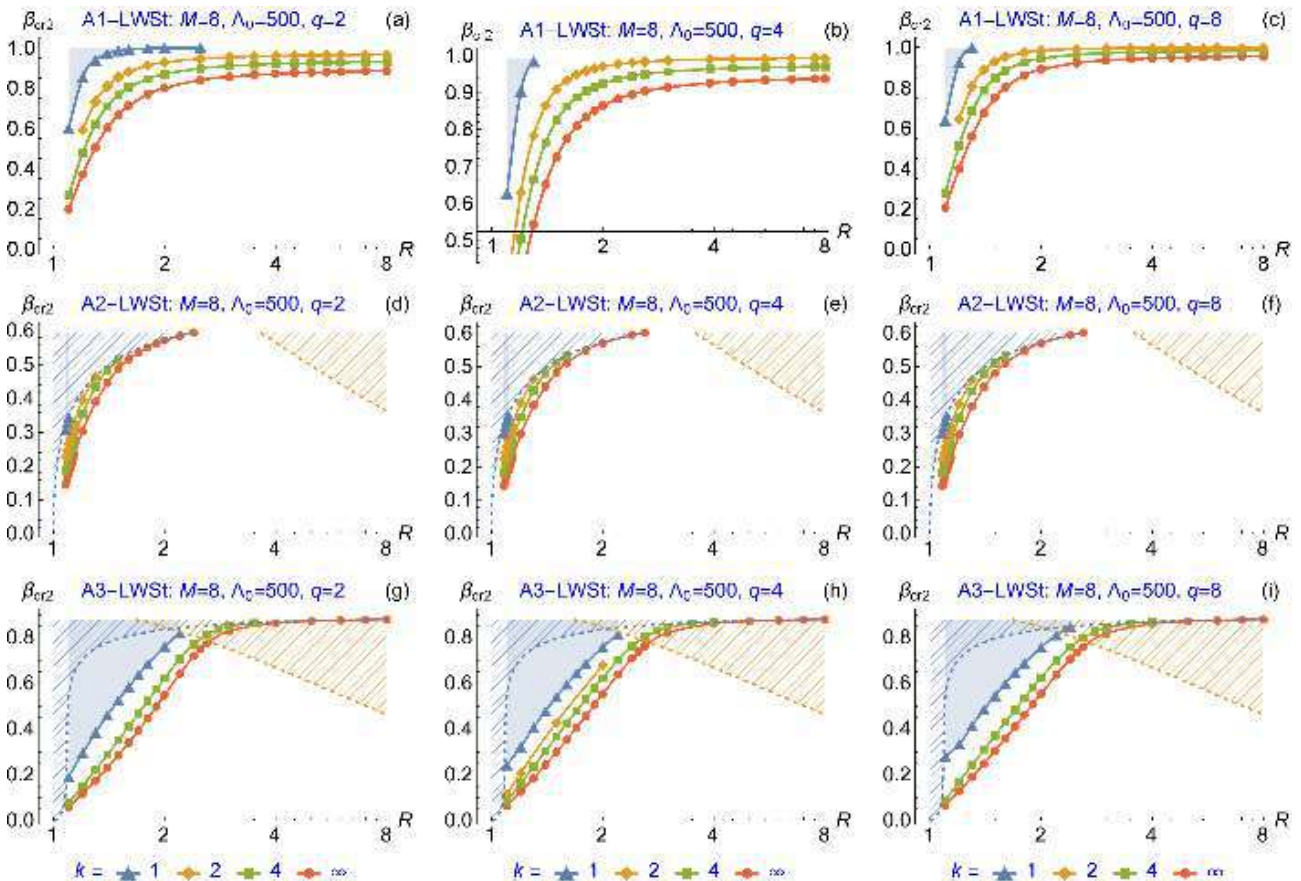 β_cr2 A1-LWSt: M=8, Λ₀=500, q=2 (a)
1.0
0.8
0.6
0.4
0.2
0.0
1 2 4 8 R
β_cr2 A1-LWSt: M=8, Λ₀=500, q=4 (b)
1.0
0.9
0.8
0.7
0.6
0.5
1 2 4 8 R
β_cr2 A1-LWSt: M=8, Λ₀=500, q=8 (c)
1.0
0.8
0.6
0.4
0.2
0.0
1 2 4 8 R
β_cr2 A2-LWSt: M=8, Λ₀=500, q=2 (d)
0.6
0.5
0.4
0.3
0.2
0.1
0.0
1 2 4 8 R
β_cr2 A2-LWSt: M=8, Λ₀=500, q=4 (e)
0.6
0.5
0.4
0.3
0.2
0.1
0.0
1 2 4 8 R
β_cr2 A2-LWSt: M=8, Λ₀=500, q=8 (f)
0.6
0.5
0.4
0.3
0.2
0.1
0.0
1 2 4 8 R
β_cr2 A3-LWSt: M=8, Λ₀=500, q=2 (g)
0.8
0.6
0.4
0.2
0.0
1 2 4 8 R
β_cr2 A3-LWSt: M=8, Λ₀=500, q=4 (h)
0.8
0.6
0.4
0.2
0.0
1 2 4 8 R
β_cr2 A3-LWSt: M=8, Λ₀=500, q=8 (i)
0.8
0.6
0.4
0.2
0.0
1 2 4 8 R
k = 1 2 4 ∞
k = 1 2 4 ∞
k = 1 2 4 ∞